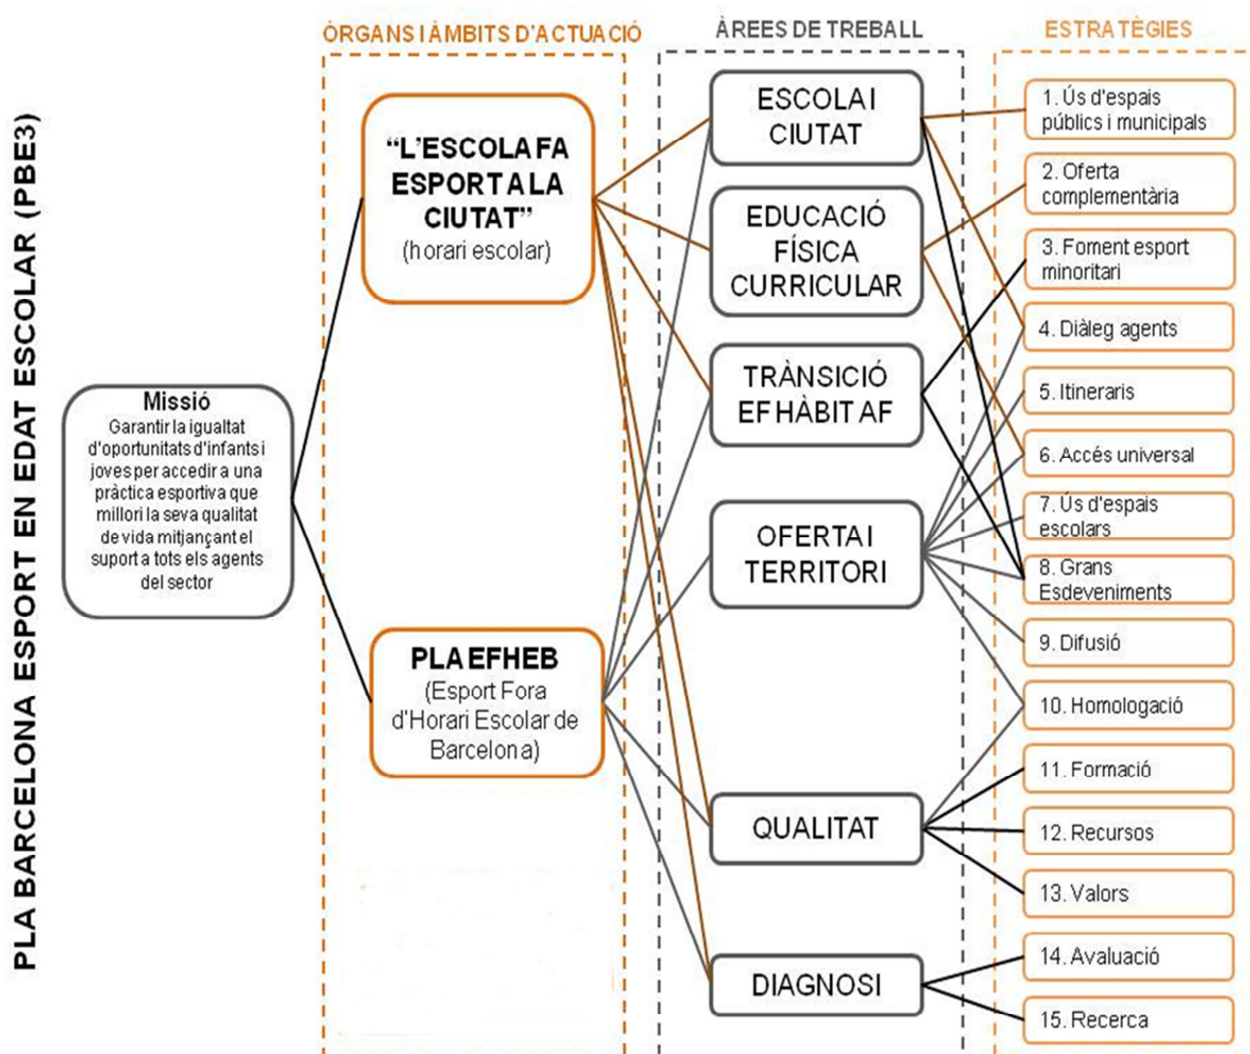 PLA BARCELONA ESPORT EN EDAT ESCOLAR (PBE3)
ÒRGANS I ÀMBITS D'ACTUACIÓ
ÀREES DE TREBALL
ESTRATÈGIES
Missió
Garantir la igualtat
d'oportunitats d'infants i
joves per accedir a una
pràctica esportiva que
millori la seva qualitat
de vida mitjançant el
suport a tots els agents
del sector
“L'ESCOLA FA
ESPORT A LA
CIUTAT”
(horari escolar)
PLA EFHEB
(Esport Fora
d'Horari Escolar de
Barcelona)
ESCOLA I
CIUTAT
EDUCACIÓ
FÍSICA
CURRICULAR
TRÀNSICIÓ
EF HÀBIT AF
OFERTA I
TERRITORI
QUALITAT
DIAGNOSI
1. Ús d'espais
públics i municipals
2. Oferta
complementària
3. Foment esport
minoritari
4. Diàleg agents
5. Itineraris
6. Accés universal
7. Ús d'espais
escolars
8. Grans
Esdeveniments
9. Difusió
10. Homologació
11. Formació
12. Recursos
13. Valors
14. Avaluació
15. Recerca